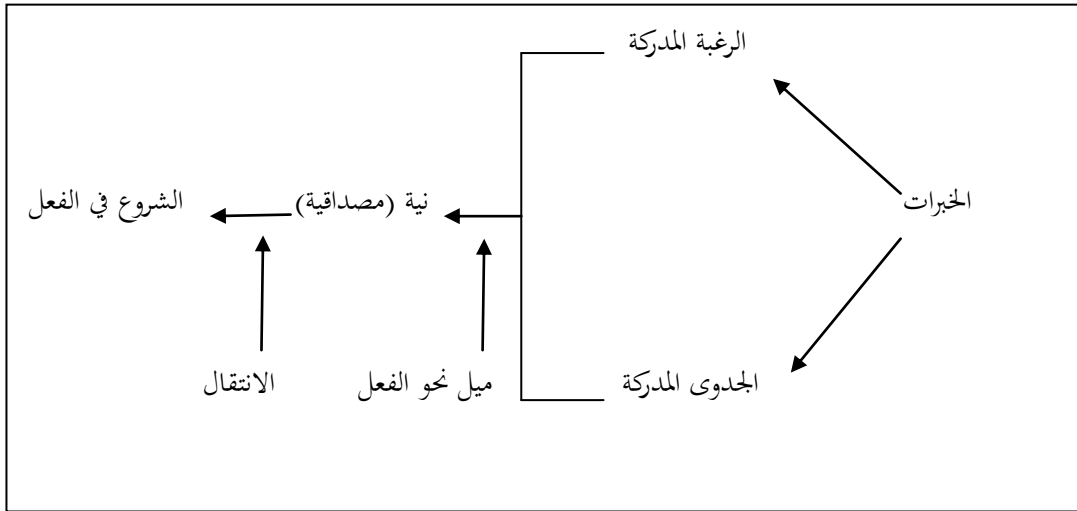 الرغبة المدركة
الخبرات
نية (مصداقية)
الشروع في الفعل
الجدوى المدركة
ميل نحو الفعل
الانتقال